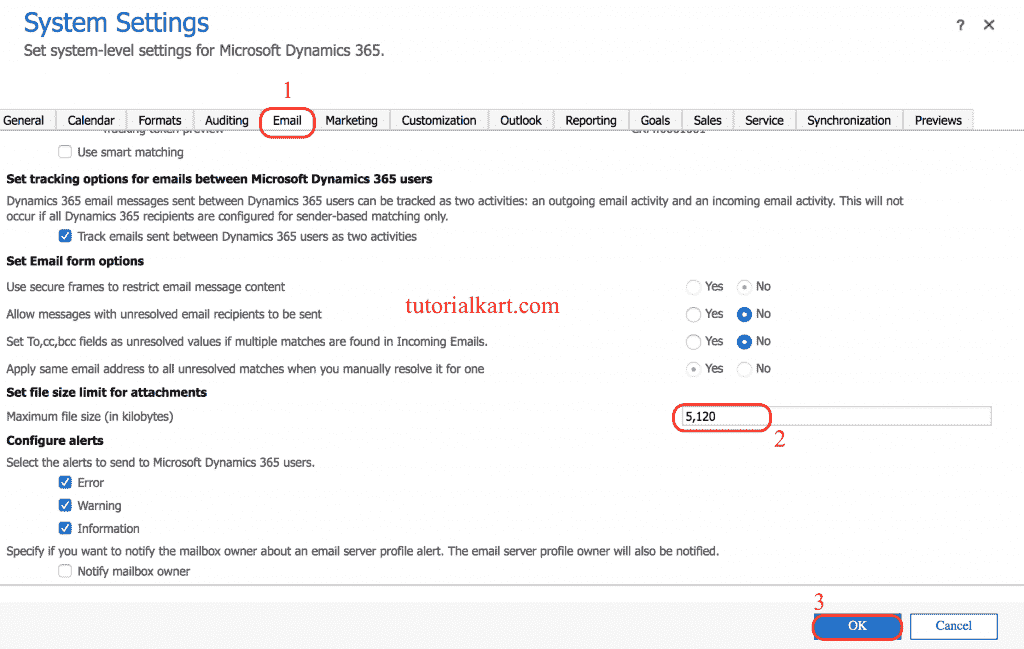 System Settings
? ✕
Set system-level settings for Microsoft Dynamics 365.
1
General Calendar Formats Auditing Email Marketing Customization Outlook Reporting Goals Sales Service Synchronization Previews
Tracking token preview
Use smart matching
Set tracking options for emails between Microsoft Dynamics 365 users
Dynamics 365 email messages sent between Dynamics 365 users can be tracked as two activities: an outgoing email activity and an incoming email activity. This will not
occur if all Dynamics 365 recipients are configured for sender-based matching only.
Track emails sent between Dynamics 365 users as two activities
Set Email form options
Use secure frames to restrict email message content Yes No
tutorialkart.com
Allow messages with unresolved email recipients to be sent Yes No
Set To,cc,bcc fields as unresolved values if multiple matches are found in Incoming Emails. Yes No
Apply same email address to all unresolved matches when you manually resolve it for one Yes No
Set file size limit for attachments
Maximum file size (in kilobytes) 5,120
2
Configure alerts
Select the alerts to send to Microsoft Dynamics 365 users.
Error
Warning
Information
Specify if you want to notify the mailbox owner about an email server profile alert. The email server profile owner will also be notified.
Notify mailbox owner
3
OK Cancel